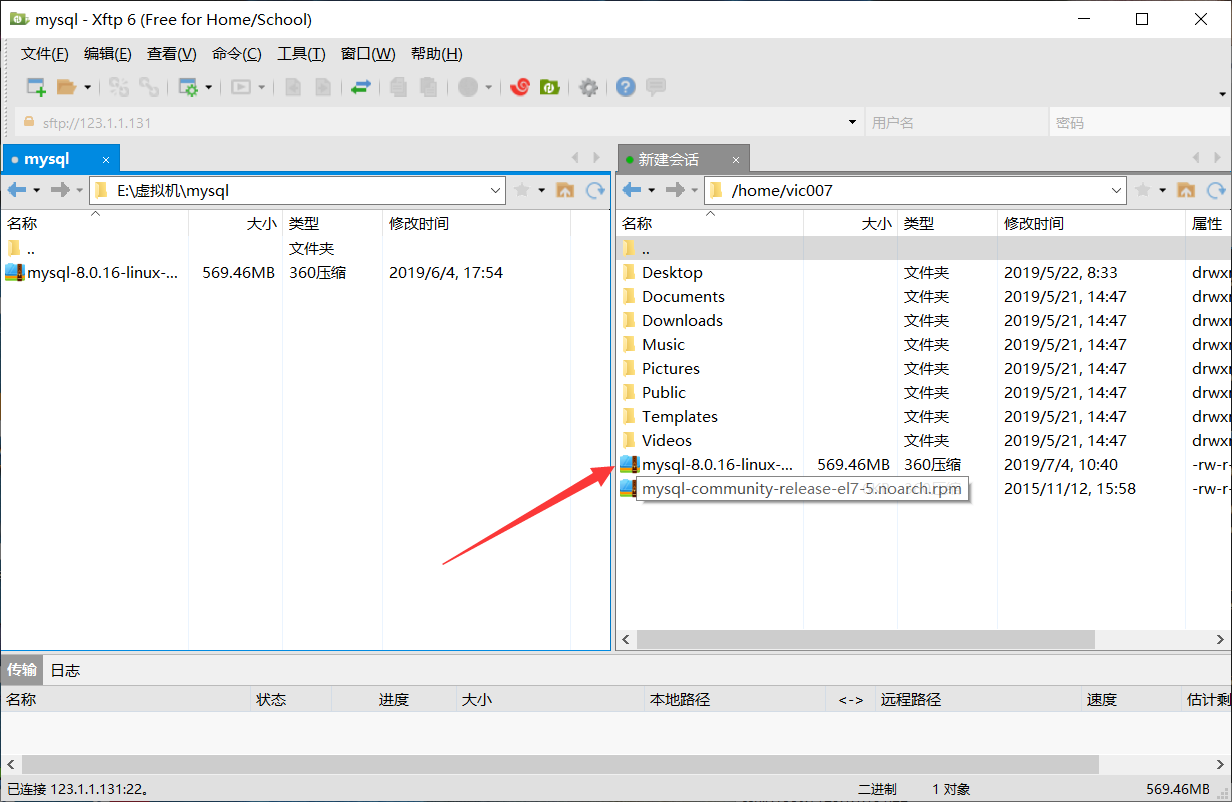 mysql - Xftp 6 (Free for Home/School)
文件(F) 编辑(E) 查看(V) 命令(C) 工具(T) 窗口(W) 帮助(H)
sftp://123.1.1.131 用户名 密码
mysql × 新建会话 ×
E:\虚拟机\mysql /home/vic007
名称 大小 类型 修改时间 名称 大小 类型 修改时间 属性
.. 文件夹 ..
mysql-8.0.16-linux-... 569.46MB 360压缩 2019/6/4, 17:54 Desktop 文件夹 2019/5/22, 8:33 drwxr
Documents 文件夹 2019/5/21, 14:47 drwxr
Downloads 文件夹 2019/5/21, 14:47 drwxr
Music 文件夹 2019/5/21, 14:47 drwxr
Pictures 文件夹 2019/5/21, 14:47 drwxr
Public 文件夹 2019/5/21, 14:47 drwxr
Templates 文件夹 2019/5/21, 14:47 drwxr
Videos 文件夹 2019/5/21, 14:47 drwxr
mysql-8.0.16-linux-... 569.46MB 360压缩 2019/7/4, 10:40 -rw-r-
mysql-community-release-el7-5.noarch.rpm 2015/11/12, 15:58 -rw-r-
传输 日志
名称 状态 进度 大小 本地路径 <-> 远程路径 速度 估计剩
已连接 123.1.1.131:22。 二进制 1 对象 569.46MB